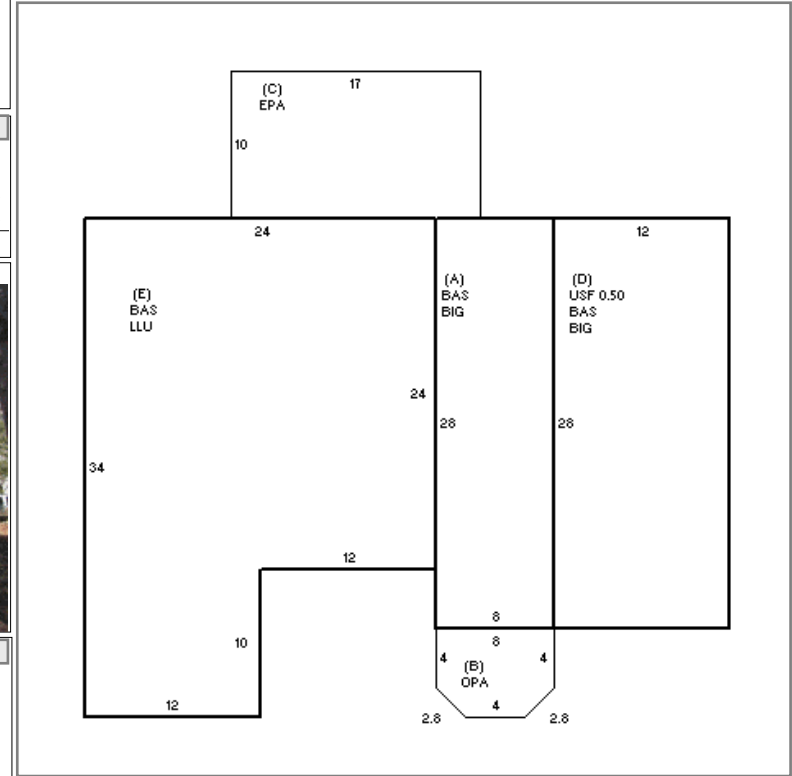 17
(C)
EPA
10
24
12
(E)
BAS
LLU
(A)
BAS
BIG
(D)
USF 0.50
BAS
BIG
24
28
28
34
12
10
12
8
8
4
4
(B)
OPA
4
2.8
2.8